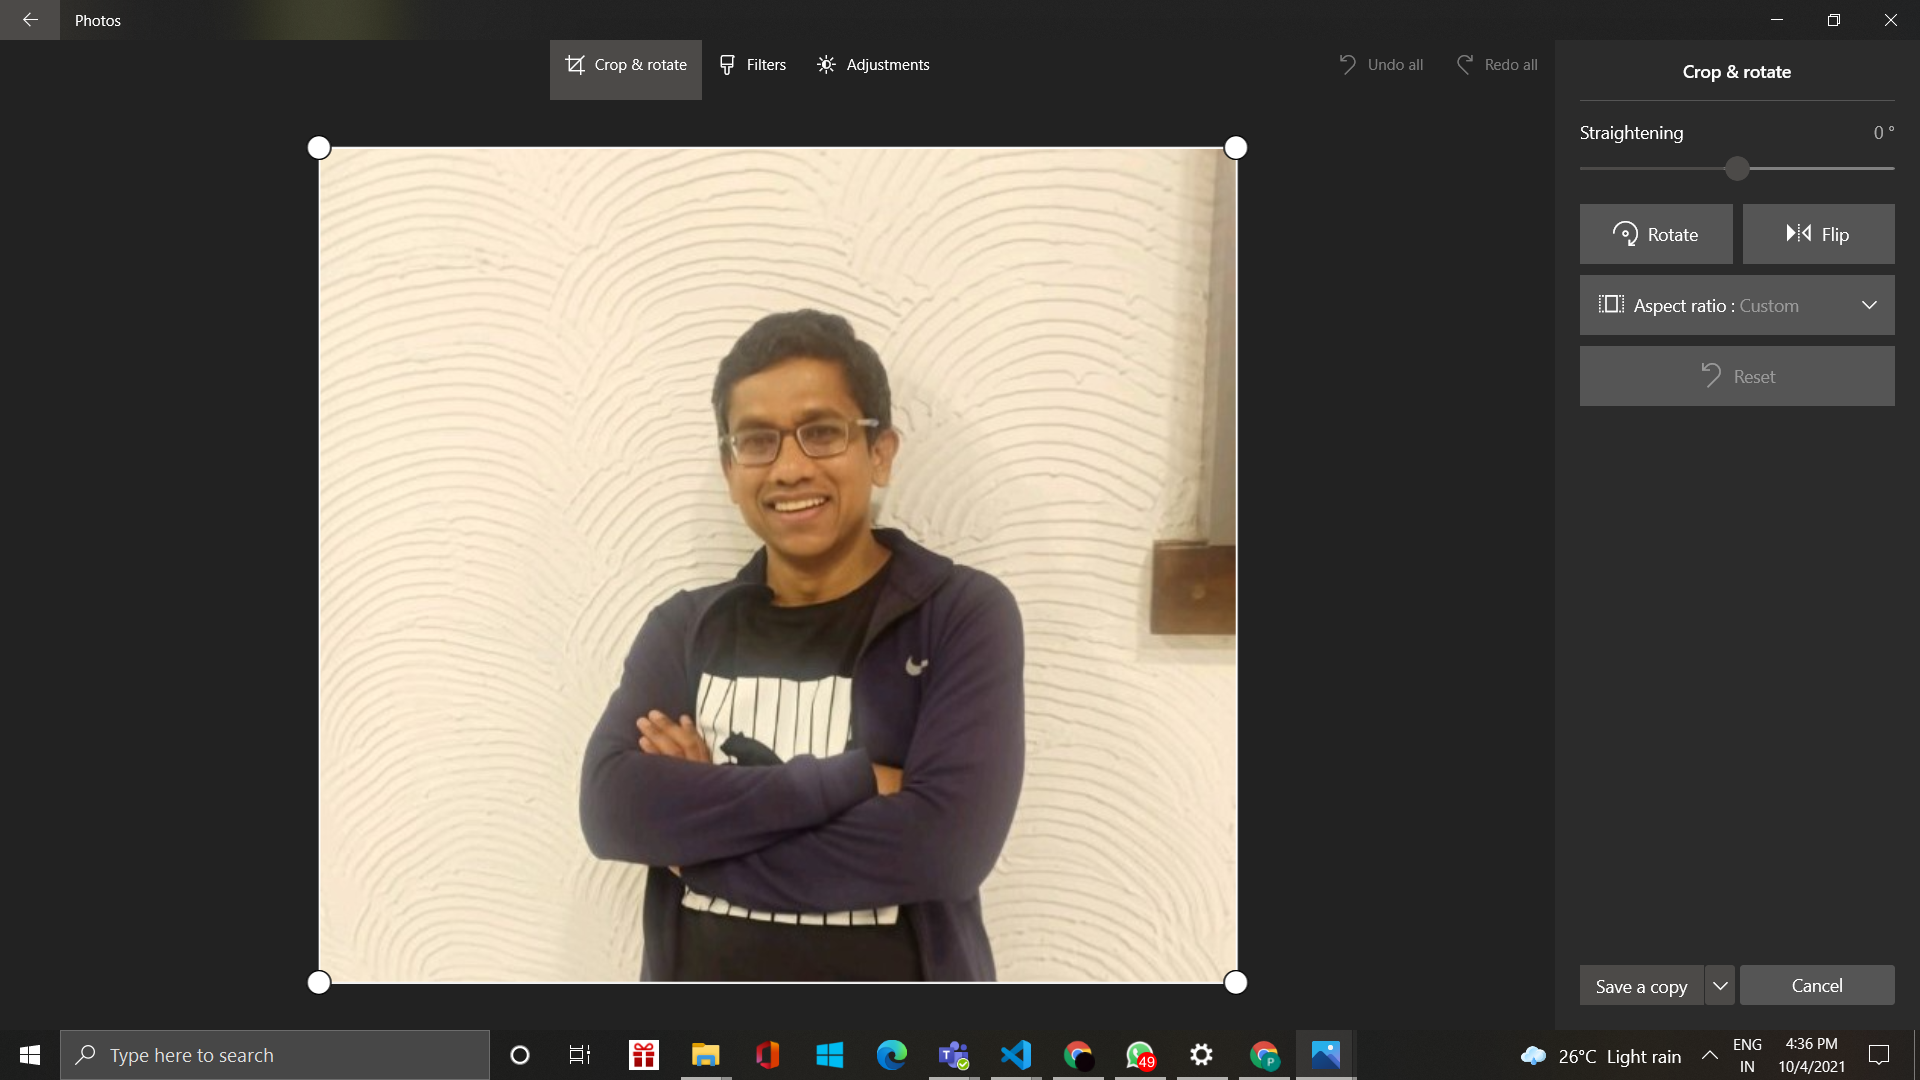 Photos
Crop & rotate
Filters
Adjustments
Undo all
Redo all
Crop & rotate
Straightening
0 °
Rotate
Flip
Aspect ratio : Custom
Reset
Save a copy
Cancel
Type here to search
T
49
P
26°C Light rain
ENG
IN
4:36 PM
10/4/2021